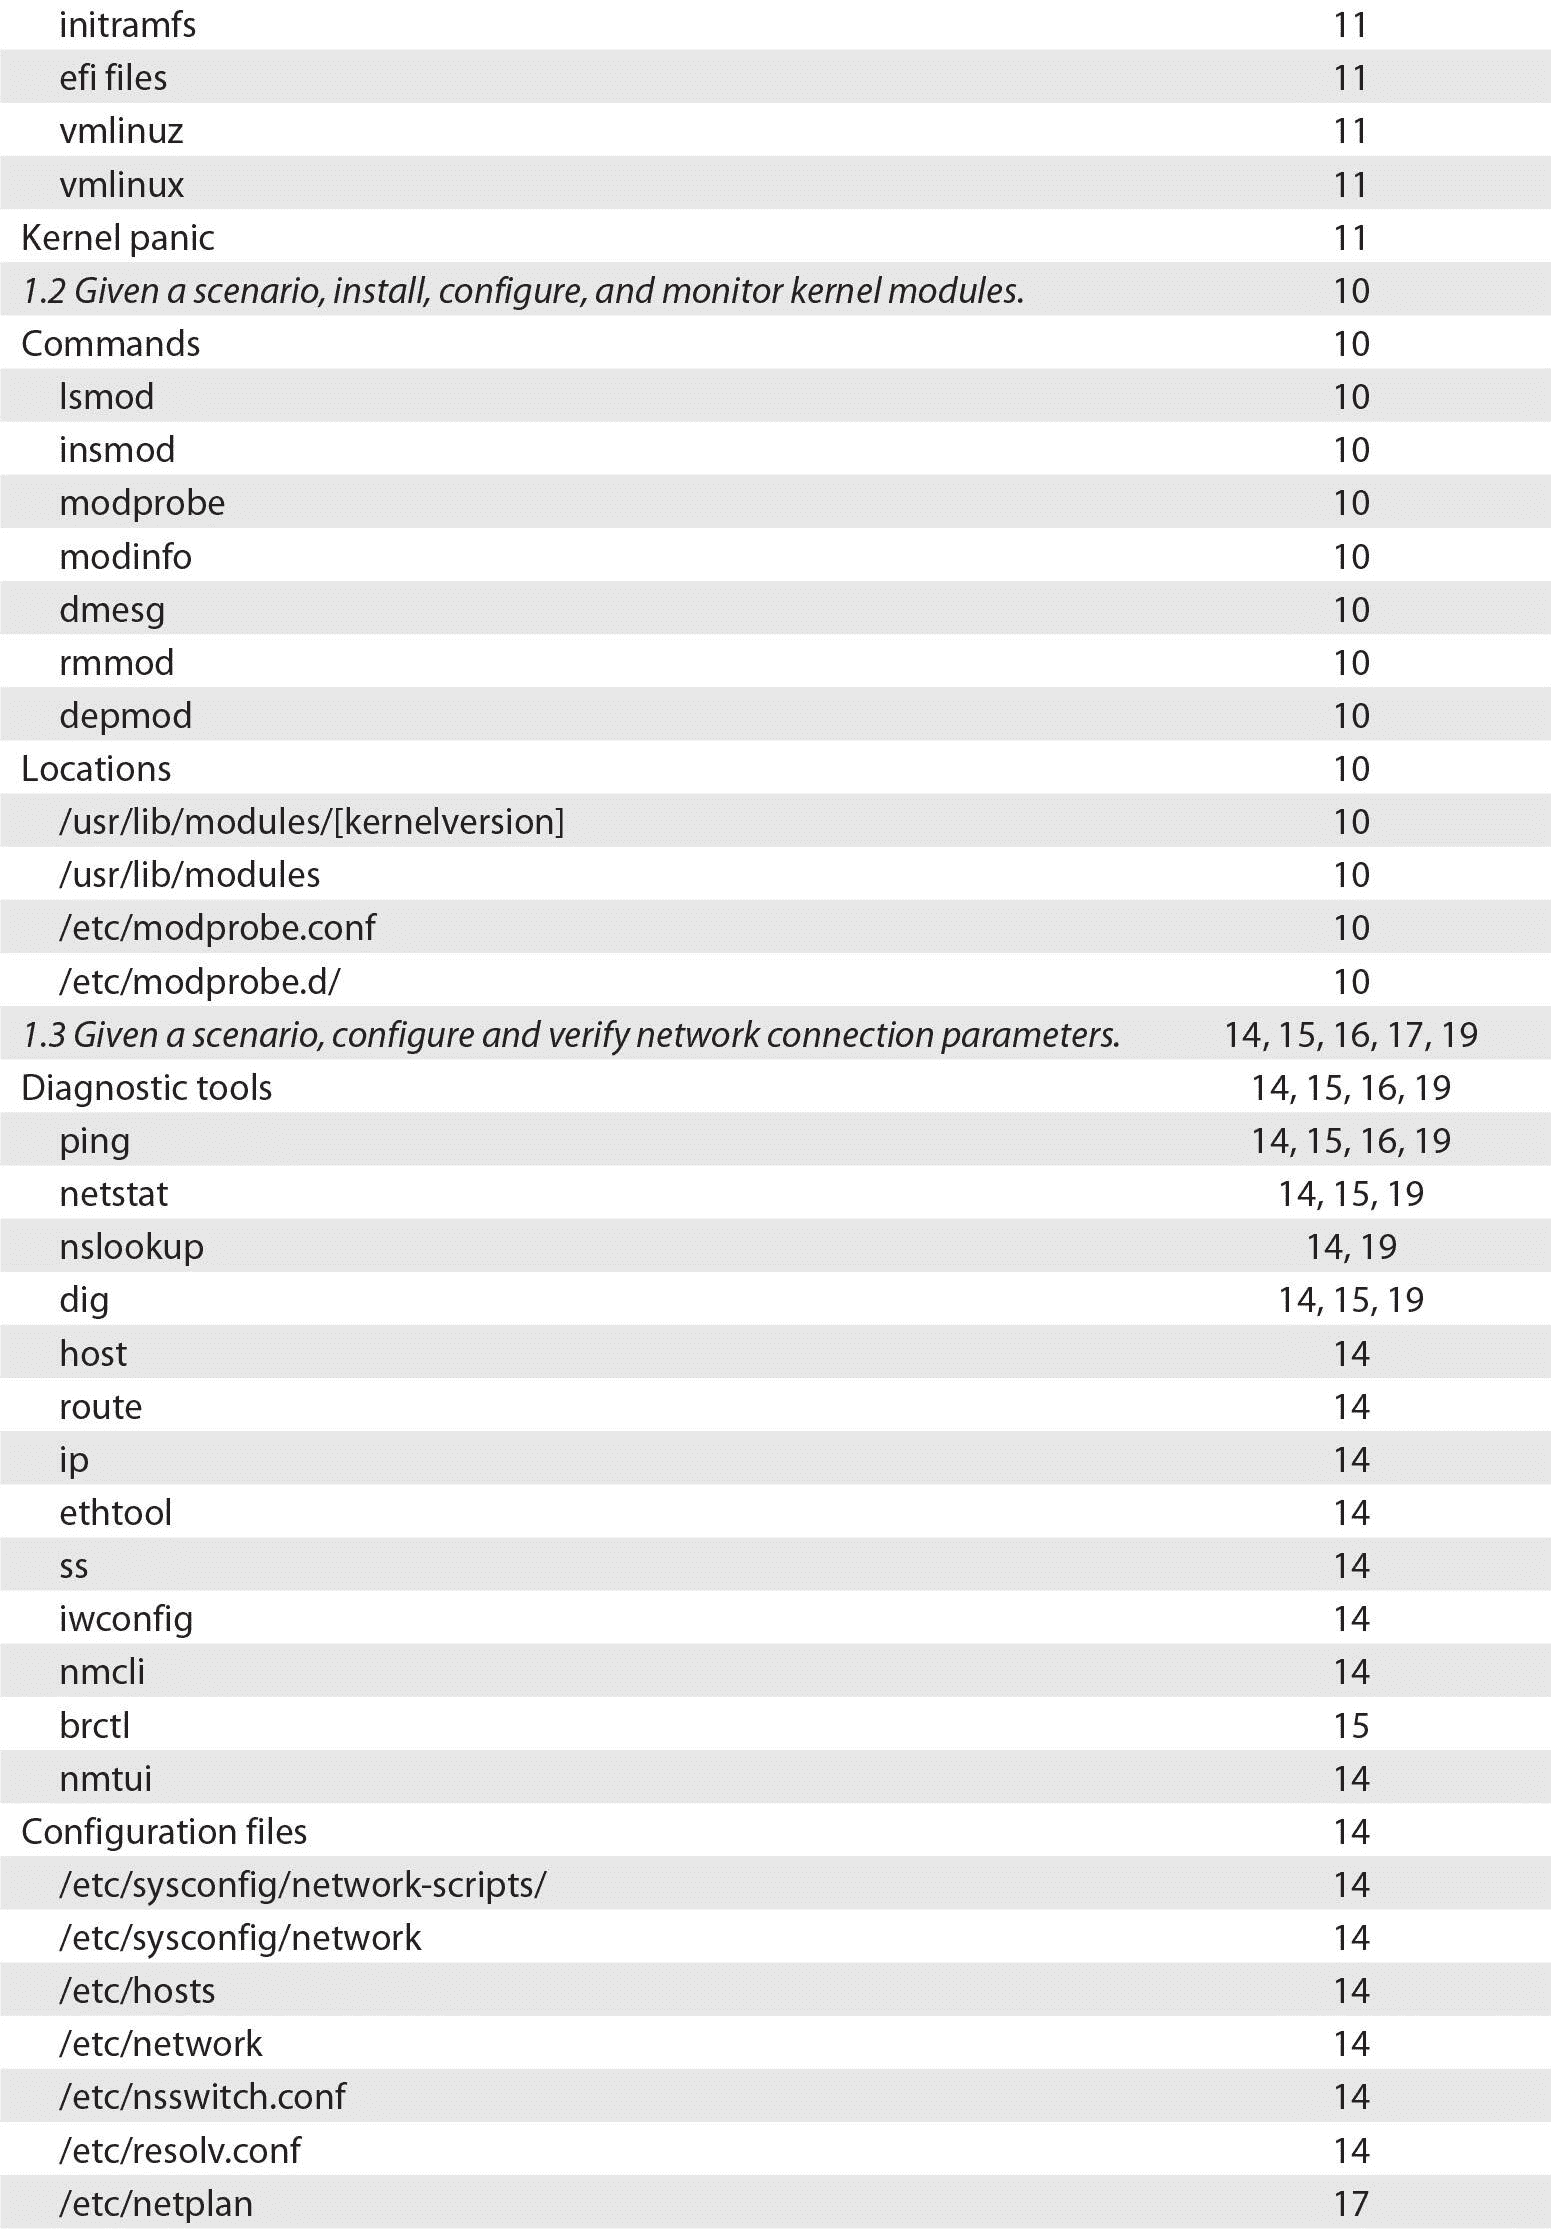 initramfs 11
efi files 11
vmlinuz 11
vmlinux 11
Kernel panic 11
1.2 Given a scenario, install, configure, and monitor kernel modules. 10
Commands 10
lsmod 10
insmod 10
modprobe 10
modinfo 10
dmesg 10
rmmod 10
depmod 10
Locations 10
/usr/lib/modules/[kernelversion] 10
/usr/lib/modules 10
/etc/modprobe.conf 10
/etc/modprobe.d/ 10
1.3 Given a scenario, configure and verify network connection parameters. 14, 15, 16, 17, 19
Diagnostic tools 14, 15, 16, 19
ping 14, 15, 16, 19
netstat 14, 15, 19
nslookup 14, 19
dig 14, 15, 19
host 14
route 14
ip 14
ethtool 14
ss 14
iwconfig 14
nmcli 14
brctl 15
nmtui 14
Configuration files 14
/etc/sysconfig/network-scripts/ 14
/etc/sysconfig/network 14
/etc/hosts 14
/etc/network 14
/etc/nsswitch.conf 14
/etc/resolv.conf 14
/etc/netplan 17